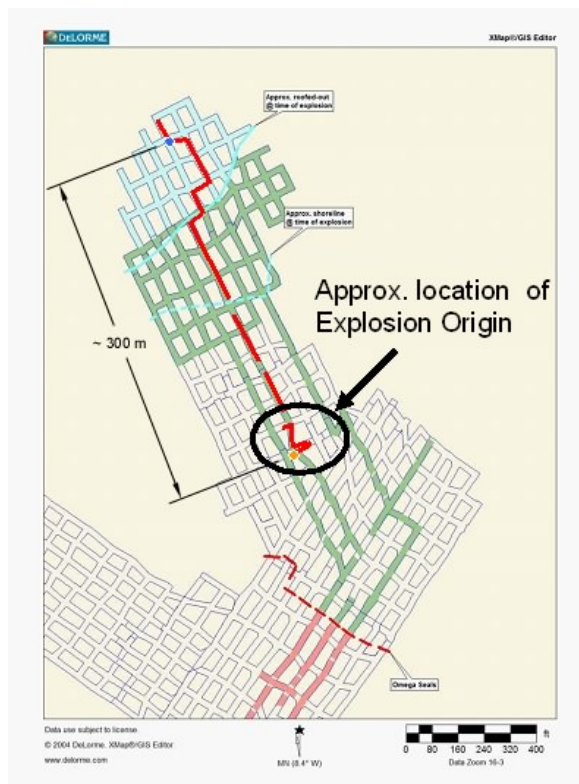 DeLORME
XMap®/GIS Editor
Approx. roofed-out
@ time of explosion
Approx. shoreline
@ time of explosion
Approx. location of
Explosion Origin
~ 300 m
Omega Seals
Data use subject to license.
© 2004 DeLorme. XMap®/GIS Editor.
www.delorme.com
MN (8.4° W)
ft
0 80 160 240 320 400
Data Zoom 16-3